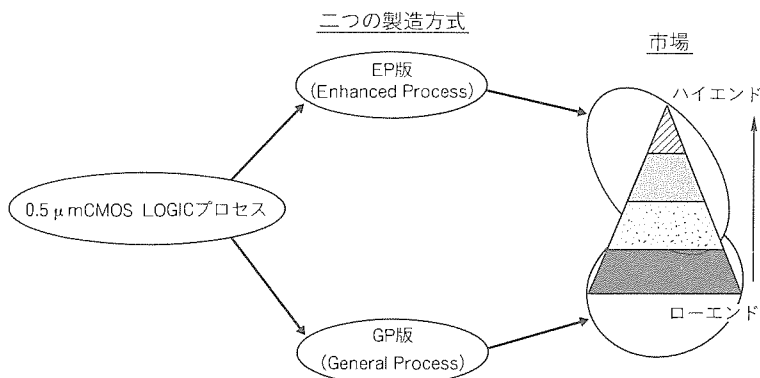 二つの製造方式
市場
EP版
(Enhanced Process)
ハイエンド
0.5μmCMOS LOGICプロセス
ローエンド
GP版
(General Process)